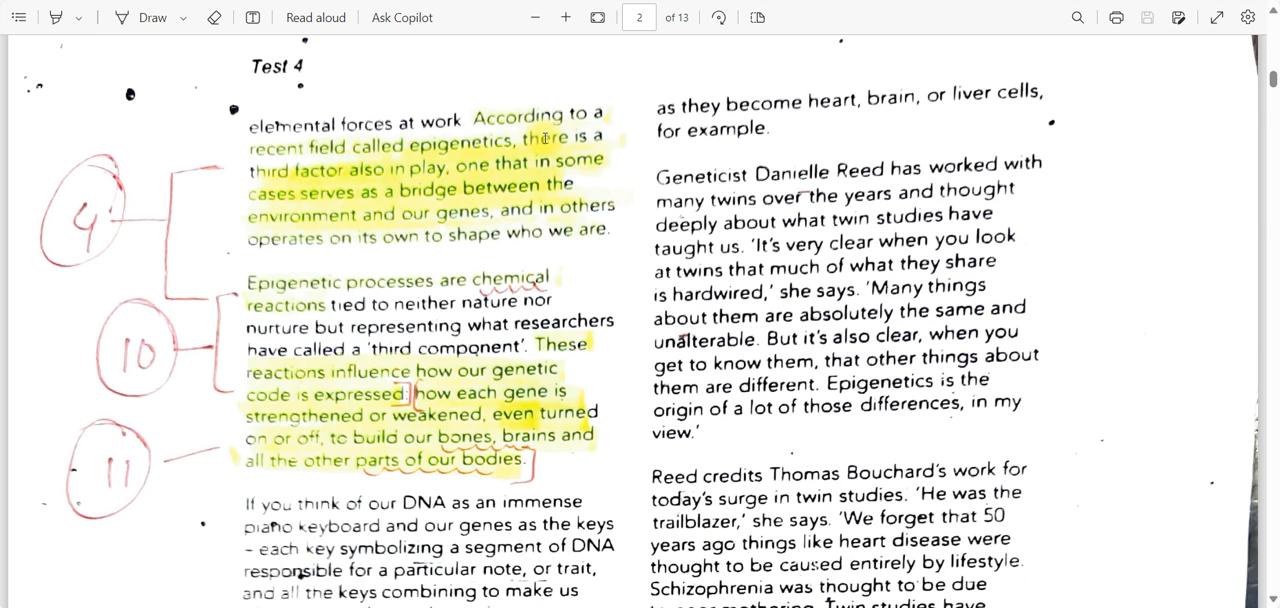 Draw
Read aloud
Ask Copilot
2
of 13
Test 4
elemental forces at work According to a
recent field called epigenetics, there is a
third factor also in play, one that in some
cases serves as a bridge between the
environment and our genes, and in others
operates on its own to shape who we are.
4
Epigenetic processes are chemical
reactions tied to neither nature nor
nurture but representing what researchers
have called a 'third component'. These
reactions influence how our genetic
code is expressed: how each gene is
strengthened or weakened, even turned
on or off, to build our bones, brains and
all the other parts of our bodies.
10
11
If you think of our DNA as an immense
piano keyboard and our genes as the keys
– each key symbolizing a segment of DNA
responsible for a particular note, or trait,
and all the keys combining to make us
as they become heart, brain, or liver cells,
for example.
Geneticist Danielle Reed has worked with
many twins over the years and thought
deeply about what twin studies have
taught us. 'It's very clear when you look
at twins that much of what they share
is hardwired,' she says. 'Many things
about them are absolutely the same and
unalterable. But it's also clear, when you
get to know them, that other things about
them are different. Epigenetics is the
origin of a lot of those differences, in my
view.'
Reed credits Thomas Bouchard's work for
today's surge in twin studies. 'He was the
trailblazer,' she says. 'We forget that 50
years ago things like heart disease were
thought to be caused entirely by lifestyle.
Schizophrenia was thought to be due
mothering. Twin studies have